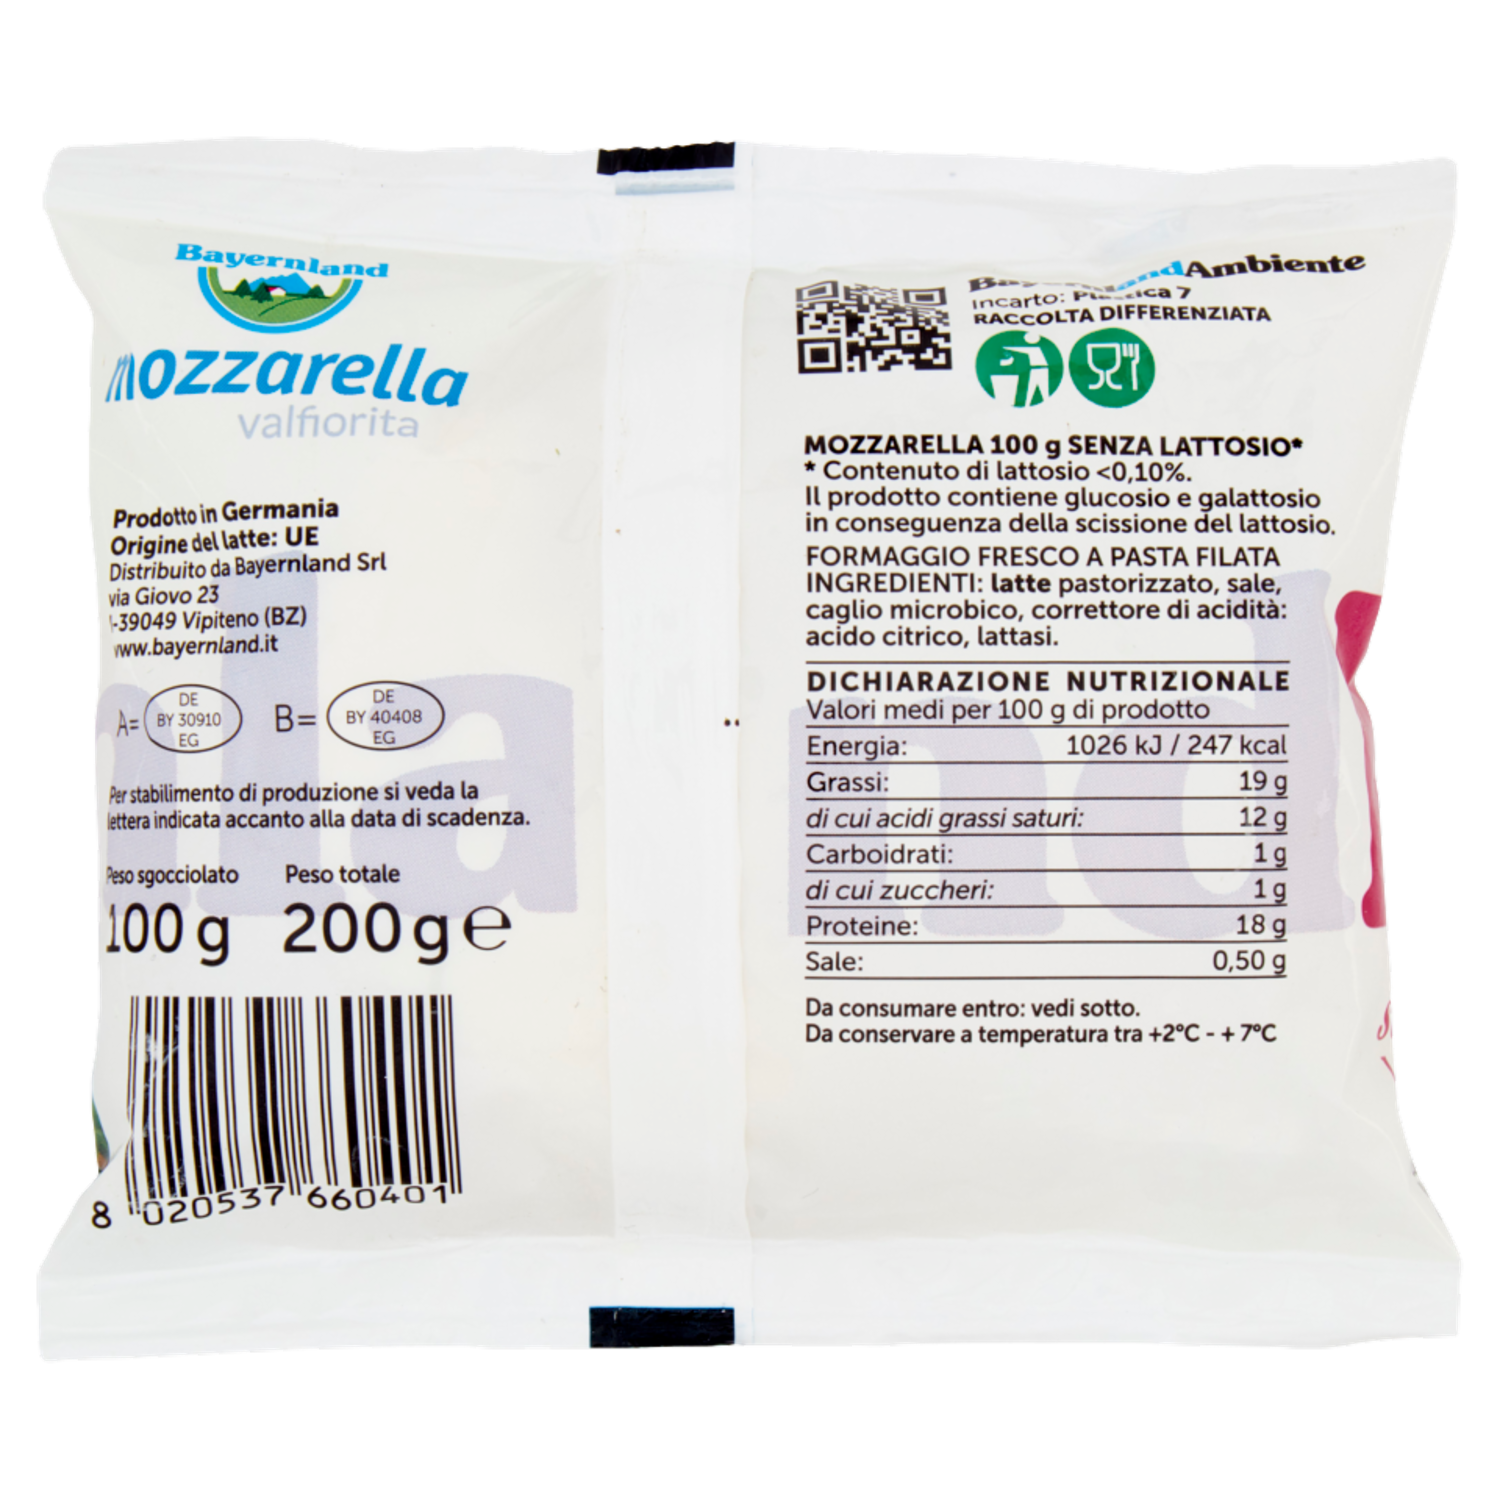 Bayernland
mozzarella
valfiorita
Prodotto in Germania
Origine del latte: UE
Distribuito da Bayernland Srl
via Giovo 23
I-39049 Vipiteno (BZ)
www.bayernland.it
A= DE BY 30910 EG B= DE BY 40408 EG
Per stabilimento di produzione si veda la
lettera indicata accanto alla data di scadenza.
Peso sgocciolato Peso totale
100 g 200 g e
8 020537 660401
BayernlandAmbiente
Incarto: Plastica 7
RACCOLTA DIFFERENZIATA
MOZZARELLA 100 g SENZA LATTOSIO*
* Contenuto di lattosio <0,10%.
Il prodotto contiene glucosio e galattosio
in conseguenza della scissione del lattosio.
FORMAGGIO FRESCO A PASTA FILATA
INGREDIENTI: latte pastorizzato, sale,
caglio microbico, correttore di acidità:
acido citrico, lattasi.
DICHIARAZIONE NUTRIZIONALE
Valori medi per 100 g di prodotto
Energia: 1026 kJ / 247 kcal
Grassi: 19 g
di cui acidi grassi saturi: 12 g
Carboidrati: 1 g
di cui zuccheri: 1 g
Proteine: 18 g
Sale: 0,50 g
Da consumare entro: vedi sotto.
Da conservare a temperatura tra +2°C - + 7°C